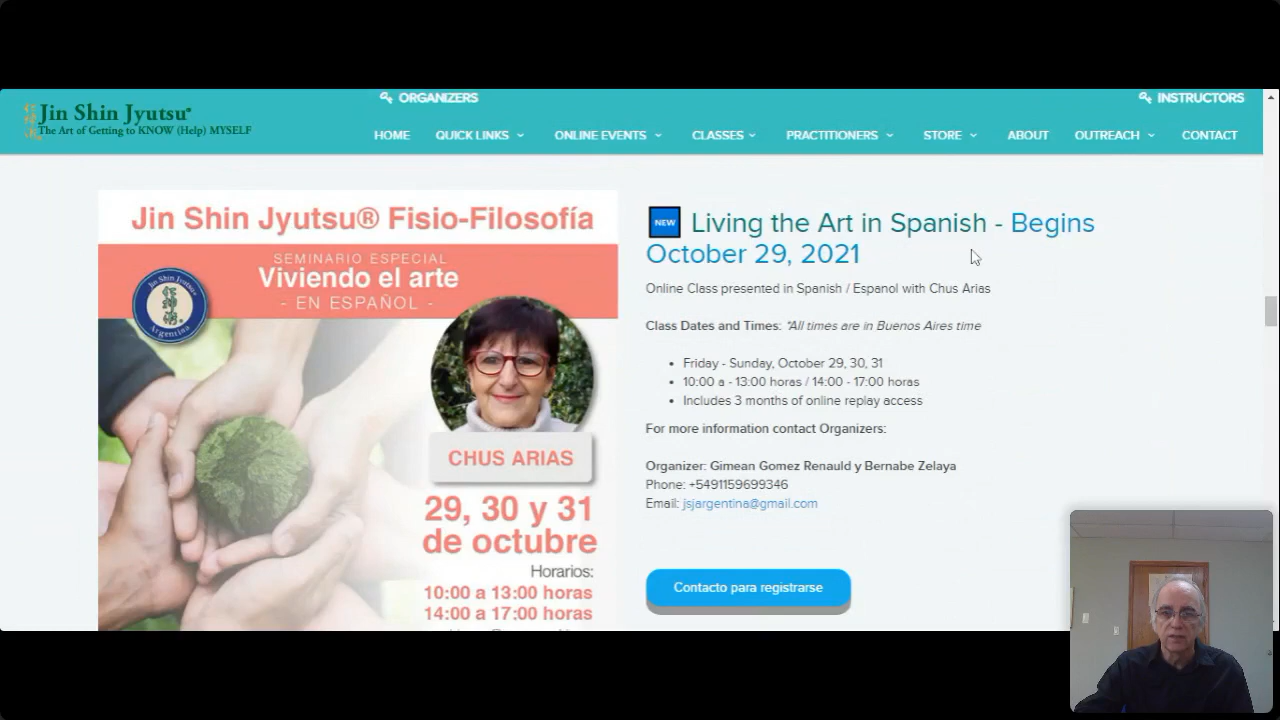 ORGANIZERS
INSTRUCTORS
Jin Shin Jyutsu®
The Art of Getting to KNOW (Help) MYSELF
HOME QUICK LINKS ONLINE EVENTS CLASSES PRACTITIONERS STORE ABOUT OUTREACH CONTACT
Jin Shin Jyutsu® Fisio-Filosofía
SEMINARIO ESPECIAL
Viviendo el arte
- EN ESPAÑOL -
Jin Shin Jyutsu®
Argentina
CHUS ARIAS
29, 30 y 31
de octubre
Horarios:
10:00 a 13:00 horas
14:00 a 17:00 horas
NEW Living the Art in Spanish - Begins
October 29, 2021
Online Class presented in Spanish / Espanol with Chus Arias
Class Dates and Times: *All times are in Buenos Aires time
• Friday - Sunday, October 29, 30, 31
• 10:00 a - 13:00 horas / 14:00 - 17:00 horas
• Includes 3 months of online replay access
For more information contact Organizers:
Organizer: Gimean Gomez Renauld y Bernabe Zelaya
Phone: +5491159699346
Email: jsjargentina@gmail.com
Contacto para registrarse